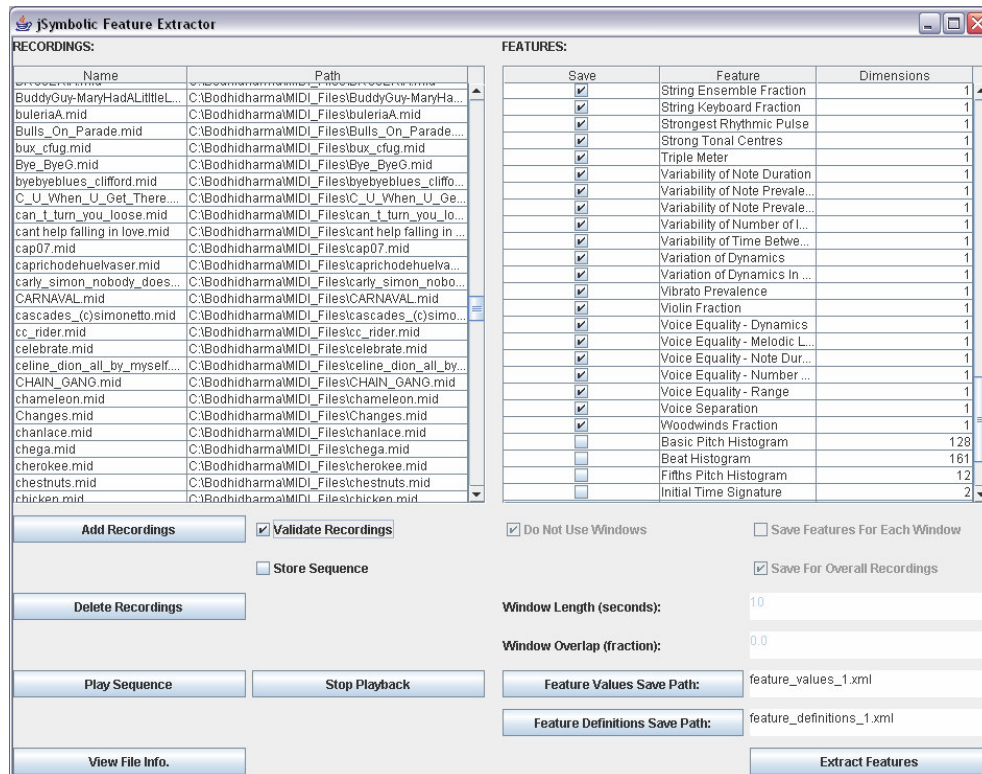 jSymbolic Feature Extractor
RECORDINGS:
Name Path
BuddyGuy-MaryHadALitltleL... C:\Bodhidharma\MIDI_Files\BuddyGuy-MaryHa...
buleriaA.mid C:\Bodhidharma\MIDI_Files\buleriaA.mid
Bulls_On_Parade.mid C:\Bodhidharma\MIDI_Files\Bulls_On_Parade....
bux_cfug.mid C:\Bodhidharma\MIDI_Files\bux_cfug.mid
Bye_ByeG.mid C:\Bodhidharma\MIDI_Files\Bye_ByeG.mid
byebyeblues_clifford.mid C:\Bodhidharma\MIDI_Files\byebyeblues_cliffo...
C_U_When_U_Get_There.... C:\Bodhidharma\MIDI_Files\C_U_When_U_Ge...
can_t_turn_you_loose.mid C:\Bodhidharma\MIDI_Files\can_t_turn_you_lo...
cant help falling in love.mid C:\Bodhidharma\MIDI_Files\cant help falling in ...
cap07.mid C:\Bodhidharma\MIDI_Files\cap07.mid
caprichodehuelvaser.mid C:\Bodhidharma\MIDI_Files\caprichodehuelva...
carly_simon_nobody_does... C:\Bodhidharma\MIDI_Files\carly_simon_nobo...
CARNAVAL.mid C:\Bodhidharma\MIDI_Files\CARNAVAL.mid
cascades_(c)simonetto.mid C:\Bodhidharma\MIDI_Files\cascades_(c)simo...
cc_rider.mid C:\Bodhidharma\MIDI_Files\cc_rider.mid
celebrate.mid C:\Bodhidharma\MIDI_Files\celebrate.mid
celine_dion_all_by_myself.... C:\Bodhidharma\MIDI_Files\celine_dion_all_by...
CHAIN_GANG.mid C:\Bodhidharma\MIDI_Files\CHAIN_GANG.mid
chameleon.mid C:\Bodhidharma\MIDI_Files\chameleon.mid
Changes.mid C:\Bodhidharma\MIDI_Files\Changes.mid
chanlace.mid C:\Bodhidharma\MIDI_Files\chanlace.mid
chega.mid C:\Bodhidharma\MIDI_Files\chega.mid
cherokee.mid C:\Bodhidharma\MIDI_Files\cherokee.mid
chestnuts.mid C:\Bodhidharma\MIDI_Files\chestnuts.mid
chicken.mid C:\Bodhidharma\MIDI_Files\chicken.mid
FEATURES:
Save Feature Dimensions
String Ensemble Fraction 1
String Keyboard Fraction 1
Strongest Rhythmic Pulse 1
Strong Tonal Centres 1
Triple Meter 1
Variability of Note Duration 1
Variability of Note Prevale... 1
Variability of Note Prevale... 1
Variability of Number of I... 1
Variability of Time Betwe... 1
Variation of Dynamics 1
Variation of Dynamics In ... 1
Vibrato Prevalence 1
Violin Fraction 1
Voice Equality - Dynamics 1
Voice Equality - Melodic L... 1
Voice Equality - Note Dur... 1
Voice Equality - Number ... 1
Voice Equality - Range 1
Voice Separation 1
Woodwinds Fraction 1
Basic Pitch Histogram 128
Beat Histogram 161
Fifths Pitch Histogram 12
Initial Time Signature 2
Add Recordings Validate Recordings
Store Sequence
Delete Recordings
Play Sequence Stop Playback
View File Info.
Do Not Use Windows Save Features For Each Window
Save For Overall Recordings
Window Length (seconds): 10
Window Overlap (fraction): 0.0
Feature Values Save Path: feature_values_1.xml
Feature Definitions Save Path: feature_definitions_1.xml
Extract Features